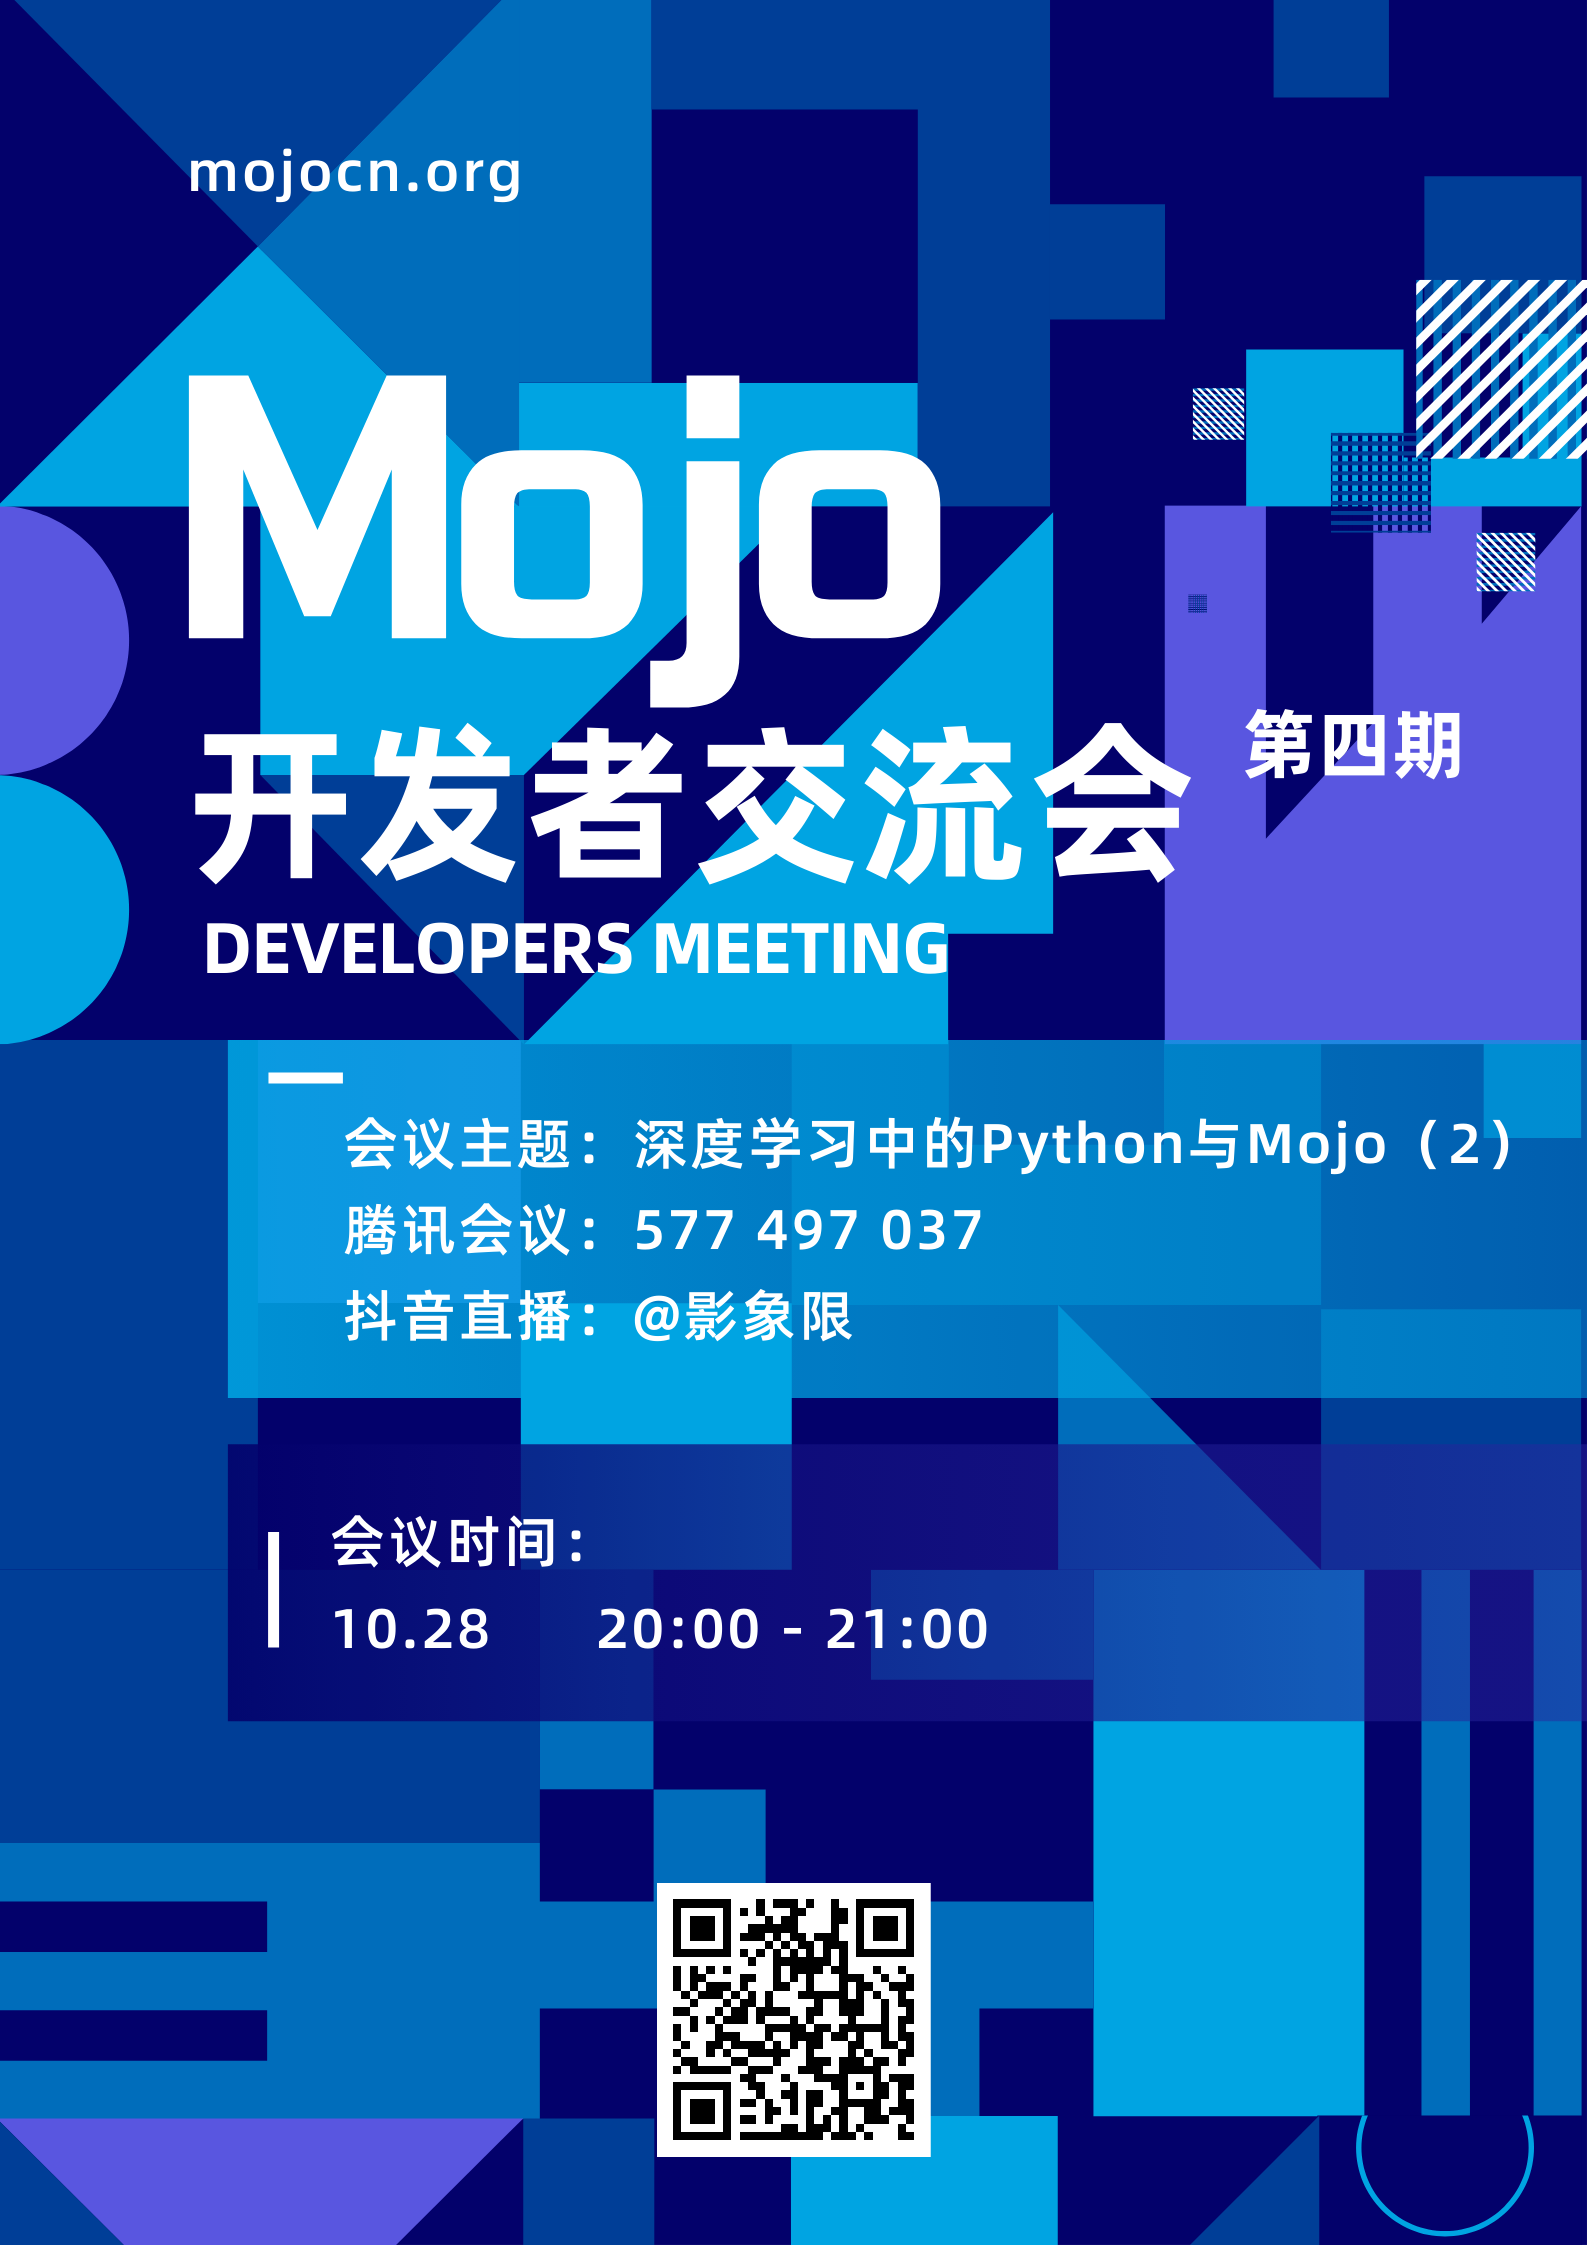 mojocn.org
Mojo
开发者交流会
第四期
DEVELOPERS MEETING
会议主题：深度学习中的Python与Mojo（2）
腾讯会议：577 497 037
抖音直播：@影象限
会议时间：
10.28 20:00 - 21:00